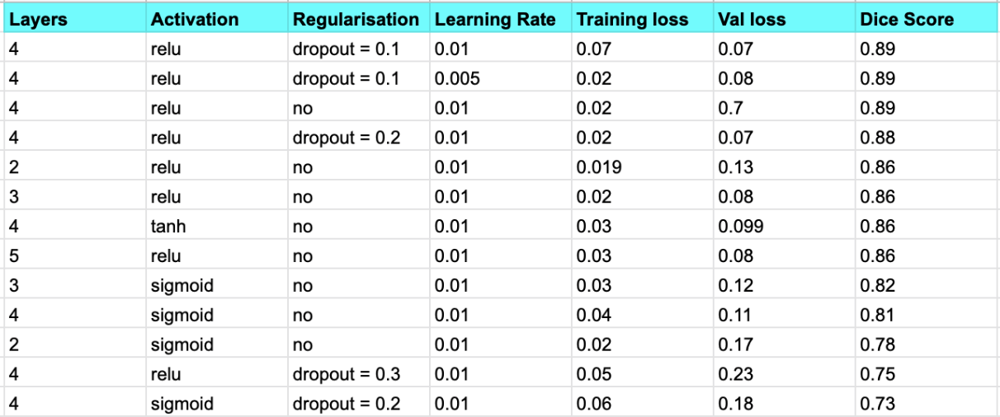 Layers Activation Regularisation Learning Rate Training loss Val loss Dice Score
4 relu dropout = 0.1 0.01 0.07 0.07 0.89
4 relu dropout = 0.1 0.005 0.02 0.08 0.89
4 relu no 0.01 0.02 0.7 0.89
4 relu dropout = 0.2 0.01 0.02 0.07 0.88
2 relu no 0.01 0.019 0.13 0.86
3 relu no 0.01 0.02 0.08 0.86
4 tanh no 0.01 0.03 0.099 0.86
5 relu no 0.01 0.03 0.08 0.86
3 sigmoid no 0.01 0.03 0.12 0.82
4 sigmoid no 0.01 0.04 0.11 0.81
2 sigmoid no 0.01 0.02 0.17 0.78
4 relu dropout = 0.3 0.01 0.05 0.23 0.75
4 sigmoid dropout = 0.2 0.01 0.06 0.18 0.73